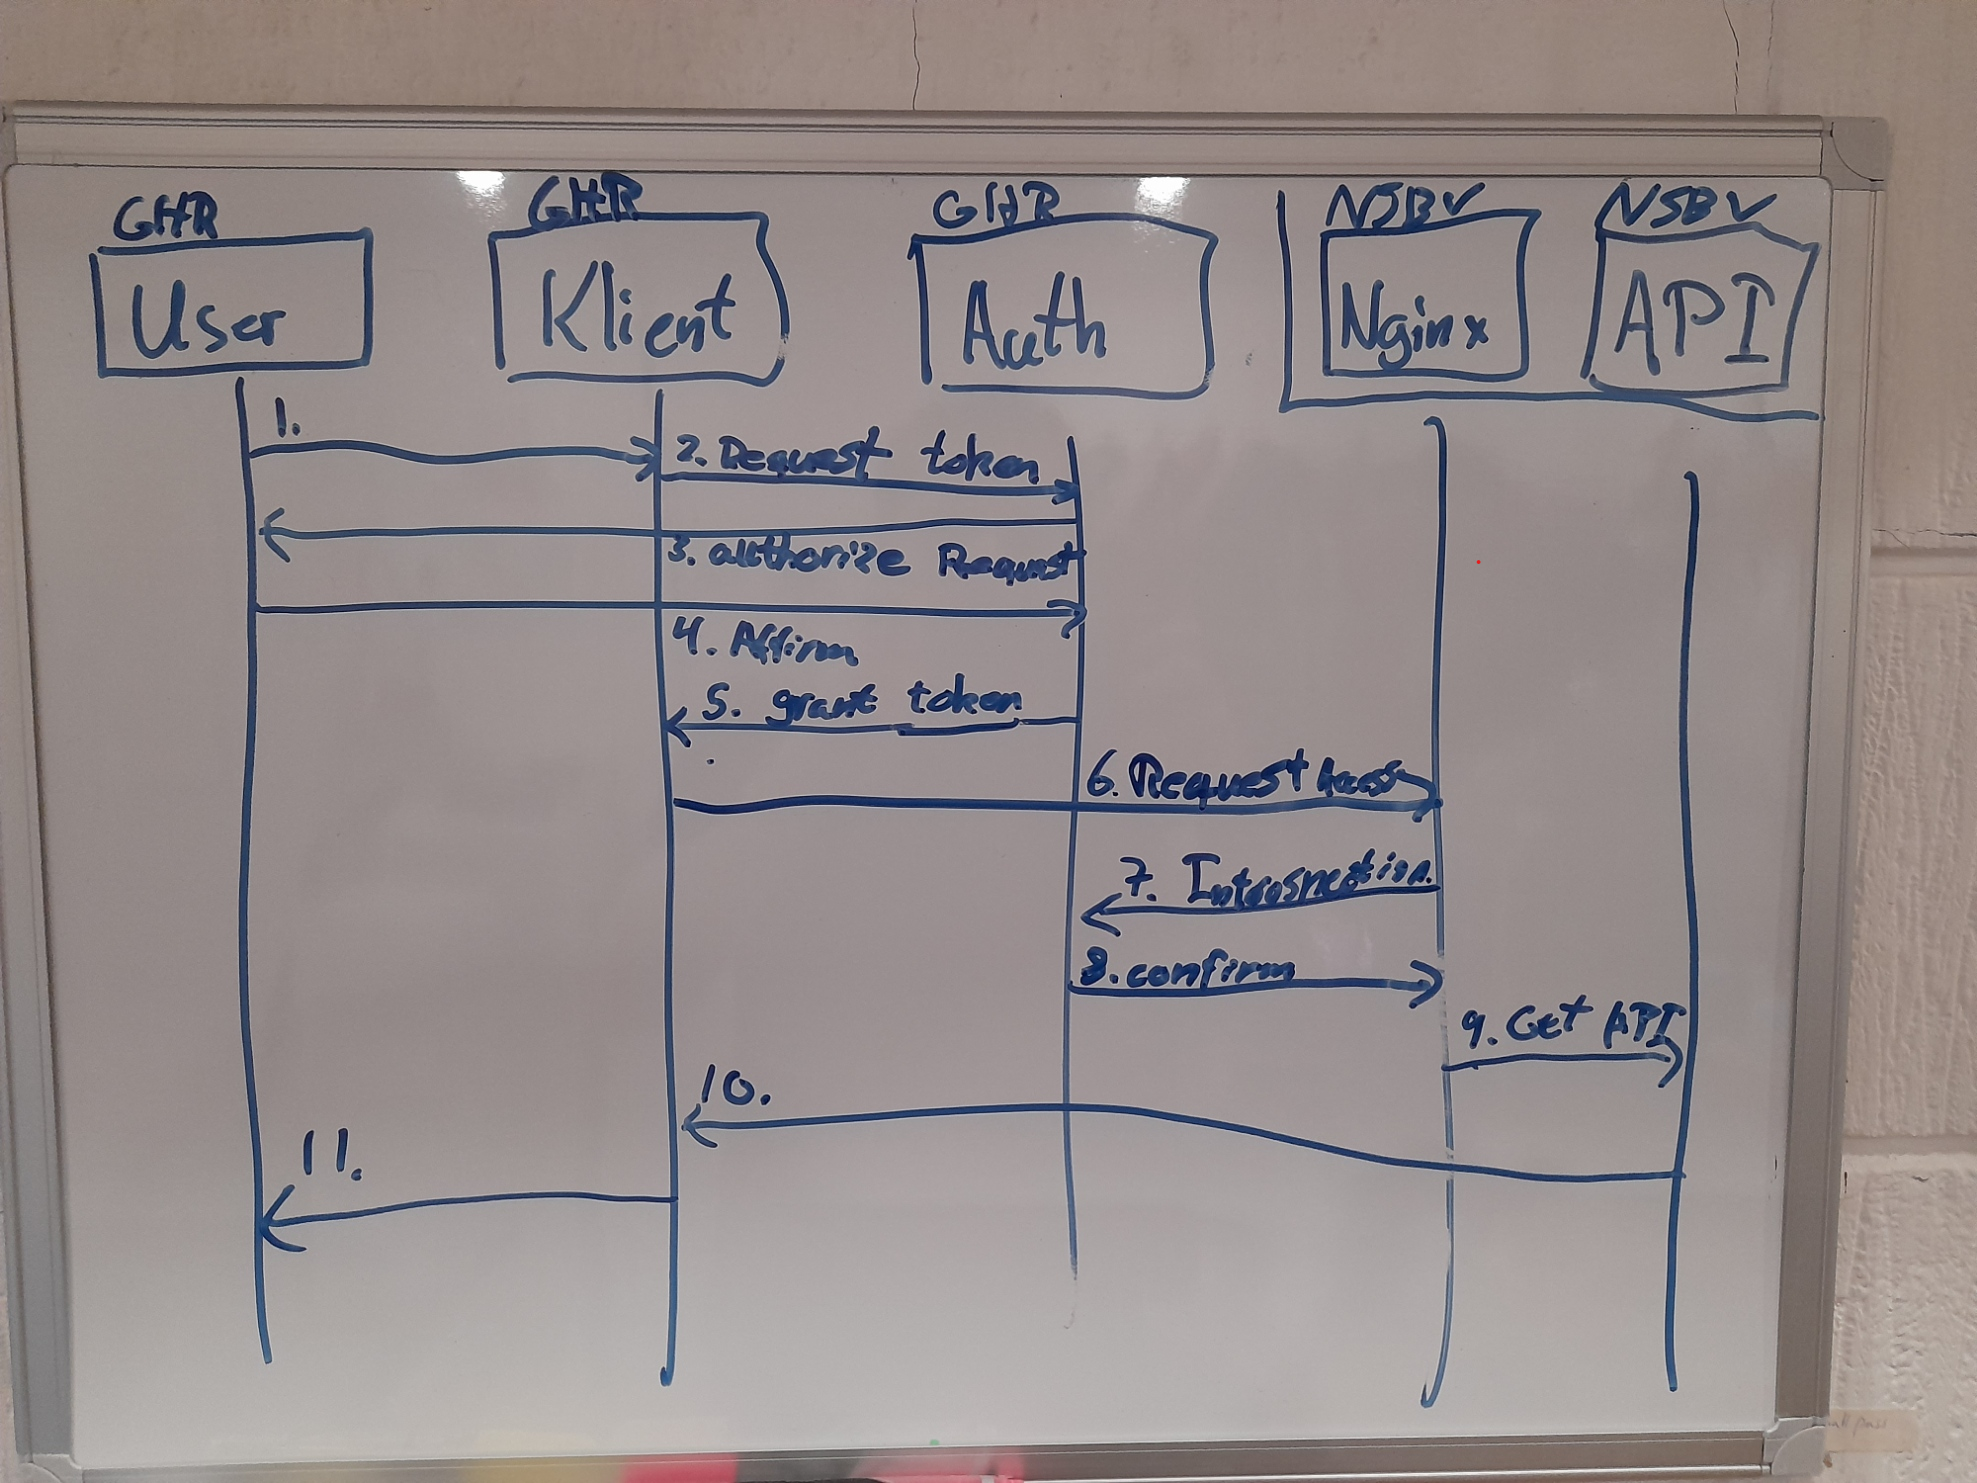 GHR GHR GHR NSBV NSBV
User Klient Auth Nginx API
1.
2. Request token
3. authorize Request
4. Affirm
5. grant token
6. Request Access
7. Introspection
8. confirm
9. Get API
10.
11.